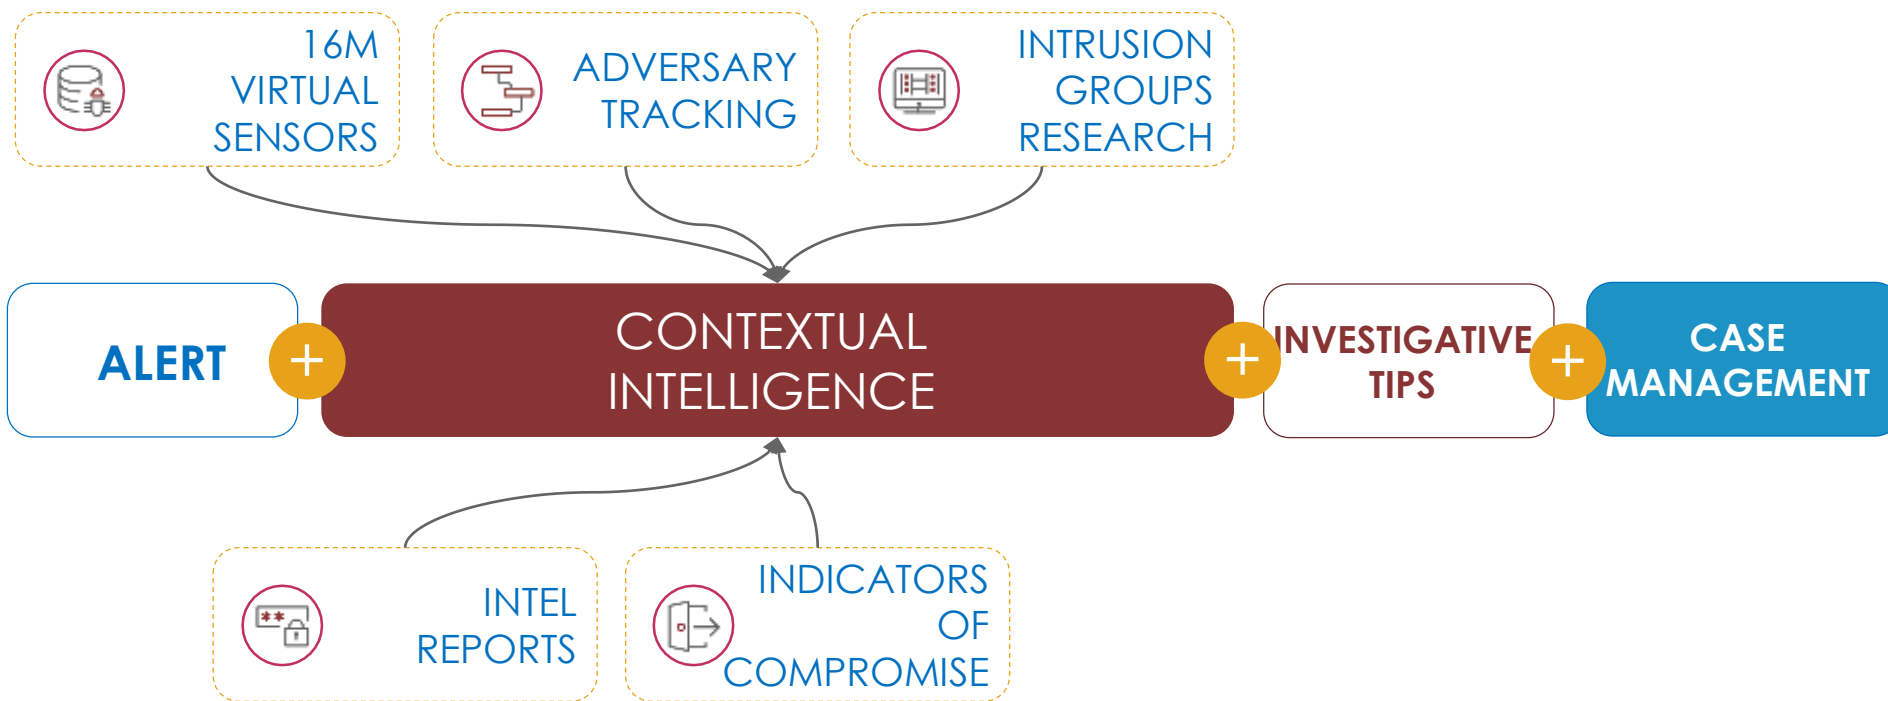 16M
VIRTUAL
SENSORS
ADVERSARY
TRACKING
INTRUSION
GROUPS
RESEARCH
ALERT
+
CONTEXTUAL
INTELLIGENCE
+
INVESTIGATIVE
TIPS
+
CASE
MANAGEMENT
**
INTEL
REPORTS
INDICATORS
OF
COMPROMISE